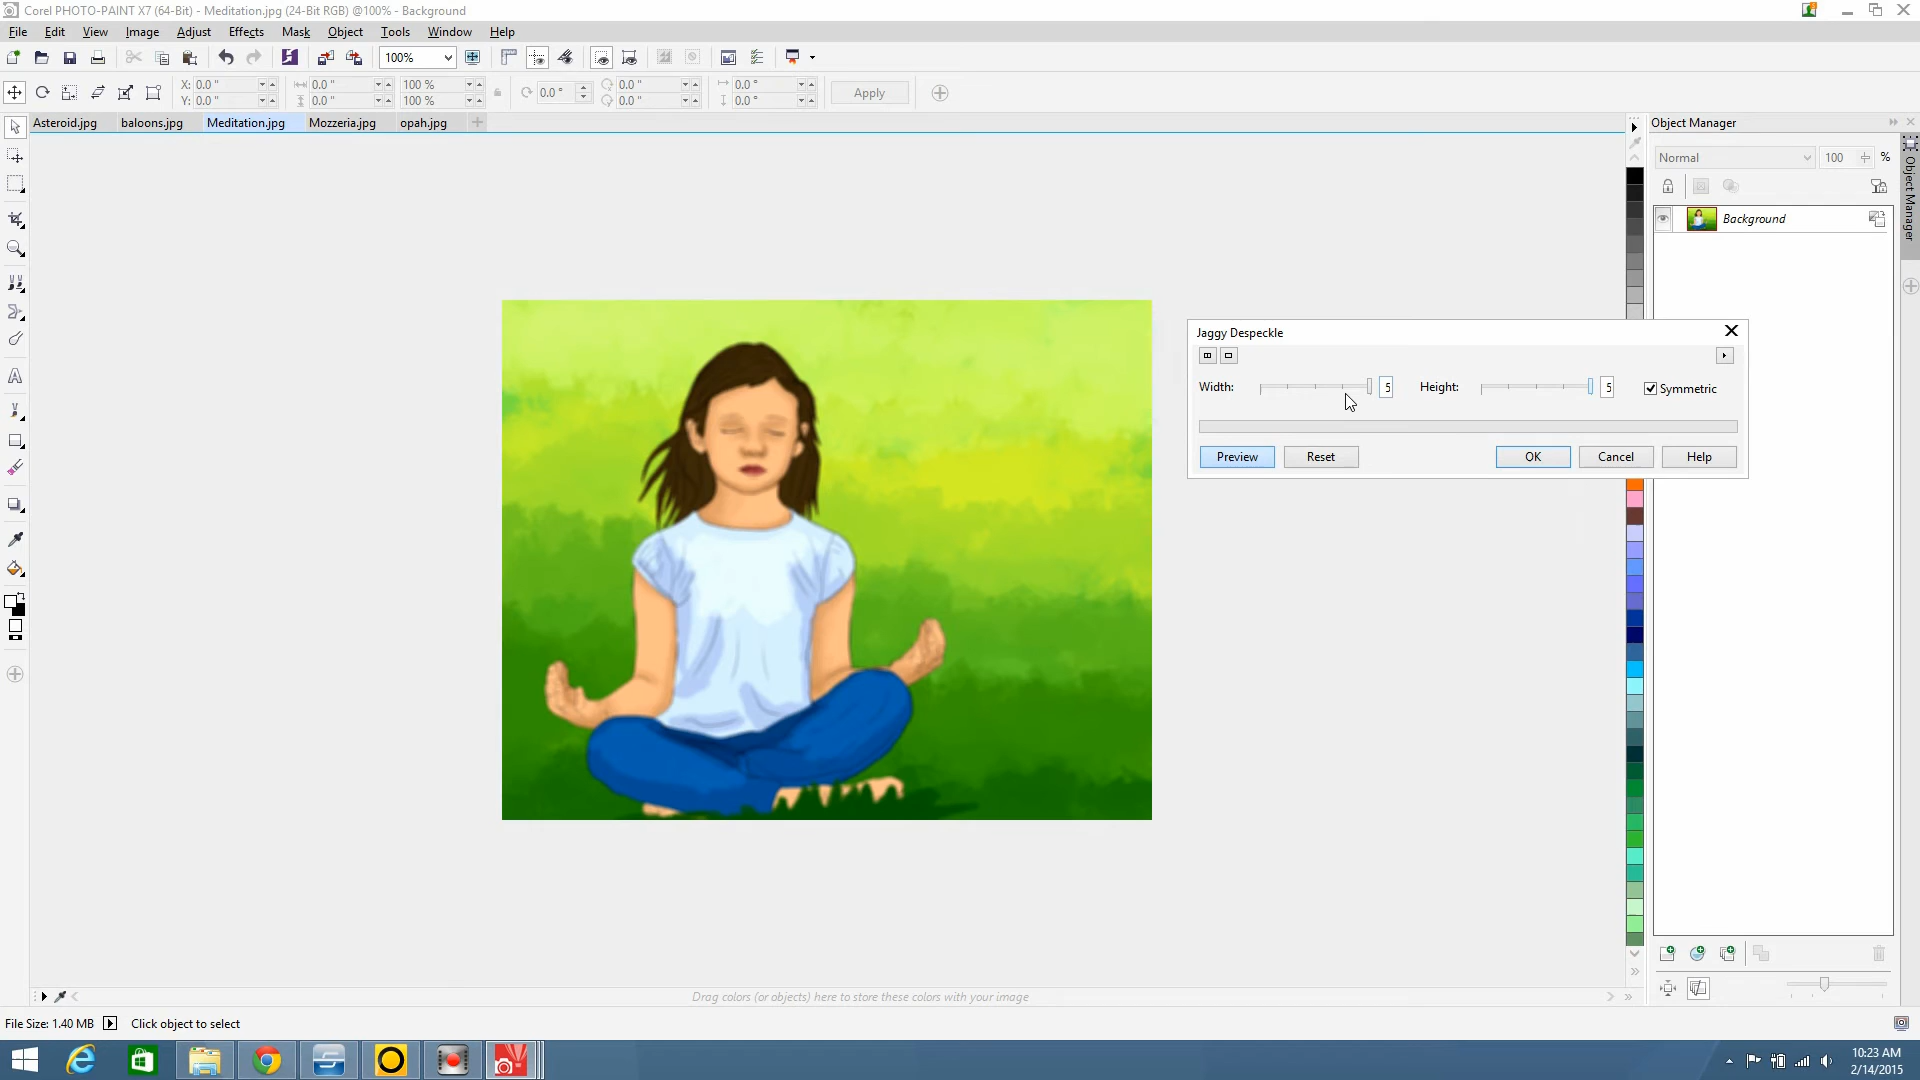 Corel PHOTO-PAINT X7 (64-Bit) - Meditation.jpg (24-Bit RGB) @100% - Background
File Edit View Image Adjust Effects Mask Object Tools Window Help
100%
X: 0.0 " 0.0 " 100 % 0.0 ° 0.0 " 0.0 ° Apply
Y: 0.0 " 0.0 " 100 % 0.0 " 0.0 °
Asteroid.jpg baloons.jpg Meditation.jpg Mozzeria.jpg opah.jpg
Object Manager
Normal 100 %
Object Manager
Background
Jaggy Despeckle
Width: 5 Height: 5 Symmetric
Preview Reset OK Cancel Help
Drag colors (or objects) here to store these colors with your image
File Size: 1.40 MB Click object to select
10:23 AM
2/14/2015